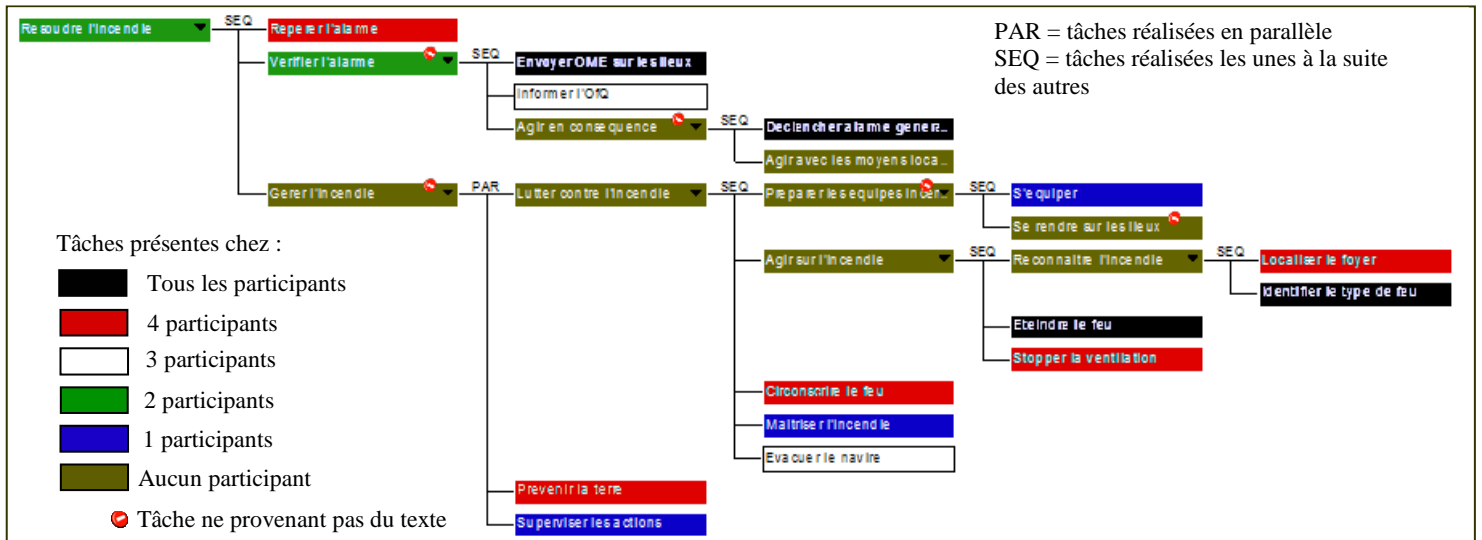 Resoudre l'incendie
SEQ
Reperer l'alarme
Verifier l'alarme
SEQ
Envoyer OME sur les lieux
Informer l'OfQ
Agir en consequence
SEQ
Declencher alarme gener...
Agir avec les moyens loca...
Gerer l'incendie
PAR
Lutter contre l'incendie
SEQ
Preparer les equipes incen...
SEQ
S'equiper
Se rendre sur les lieux
Agir sur l'incendie
SEQ
Reconnaitre l'incendie
SEQ
Localiser le foyer
Identifier le type de feu
Eteindre le feu
Stopper la ventilation
Circonscrire le feu
Maitriser l'incendie
Evacuer le navire
Prevenir la terre
Superviser les actions
PAR = tâches réalisées en parallèle
SEQ = tâches réalisées les unes à la suite
des autres
Tâches présentes chez :
Tous les participants
4 participants
3 participants
2 participants
1 participants
Aucun participant
Tâche ne provenant pas du texte